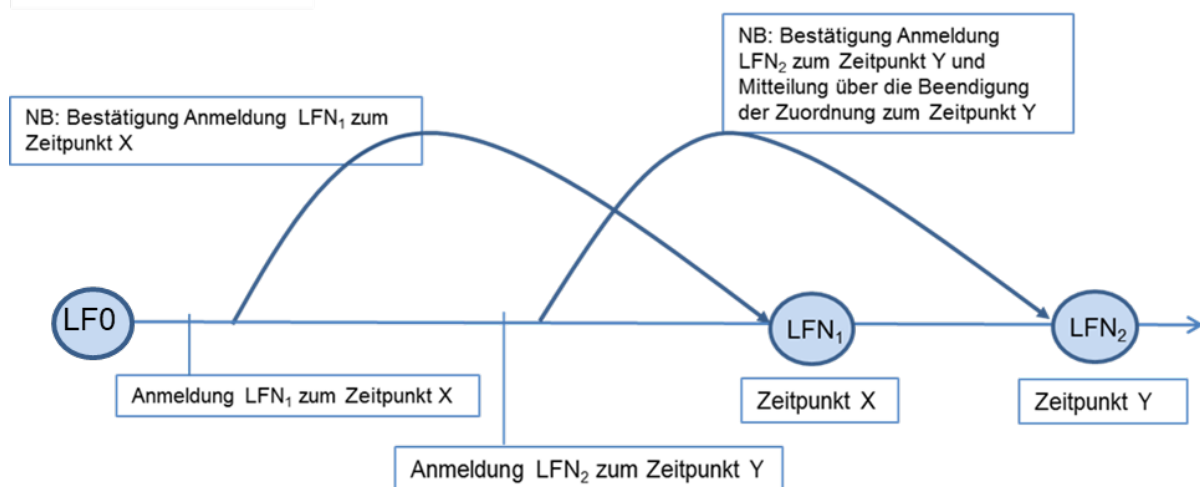 NB: Bestätigung Anmeldung
LFN₂ zum Zeitpunkt Y und
Mitteilung über die Beendigung
der Zuordnung zum Zeitpunkt Y
NB: Bestätigung Anmeldung LFN₁ zum
Zeitpunkt X
LF0
LFN₁
LFN₂
Anmeldung LFN₁ zum Zeitpunkt X
Zeitpunkt X
Zeitpunkt Y
Anmeldung LFN₂ zum Zeitpunkt Y